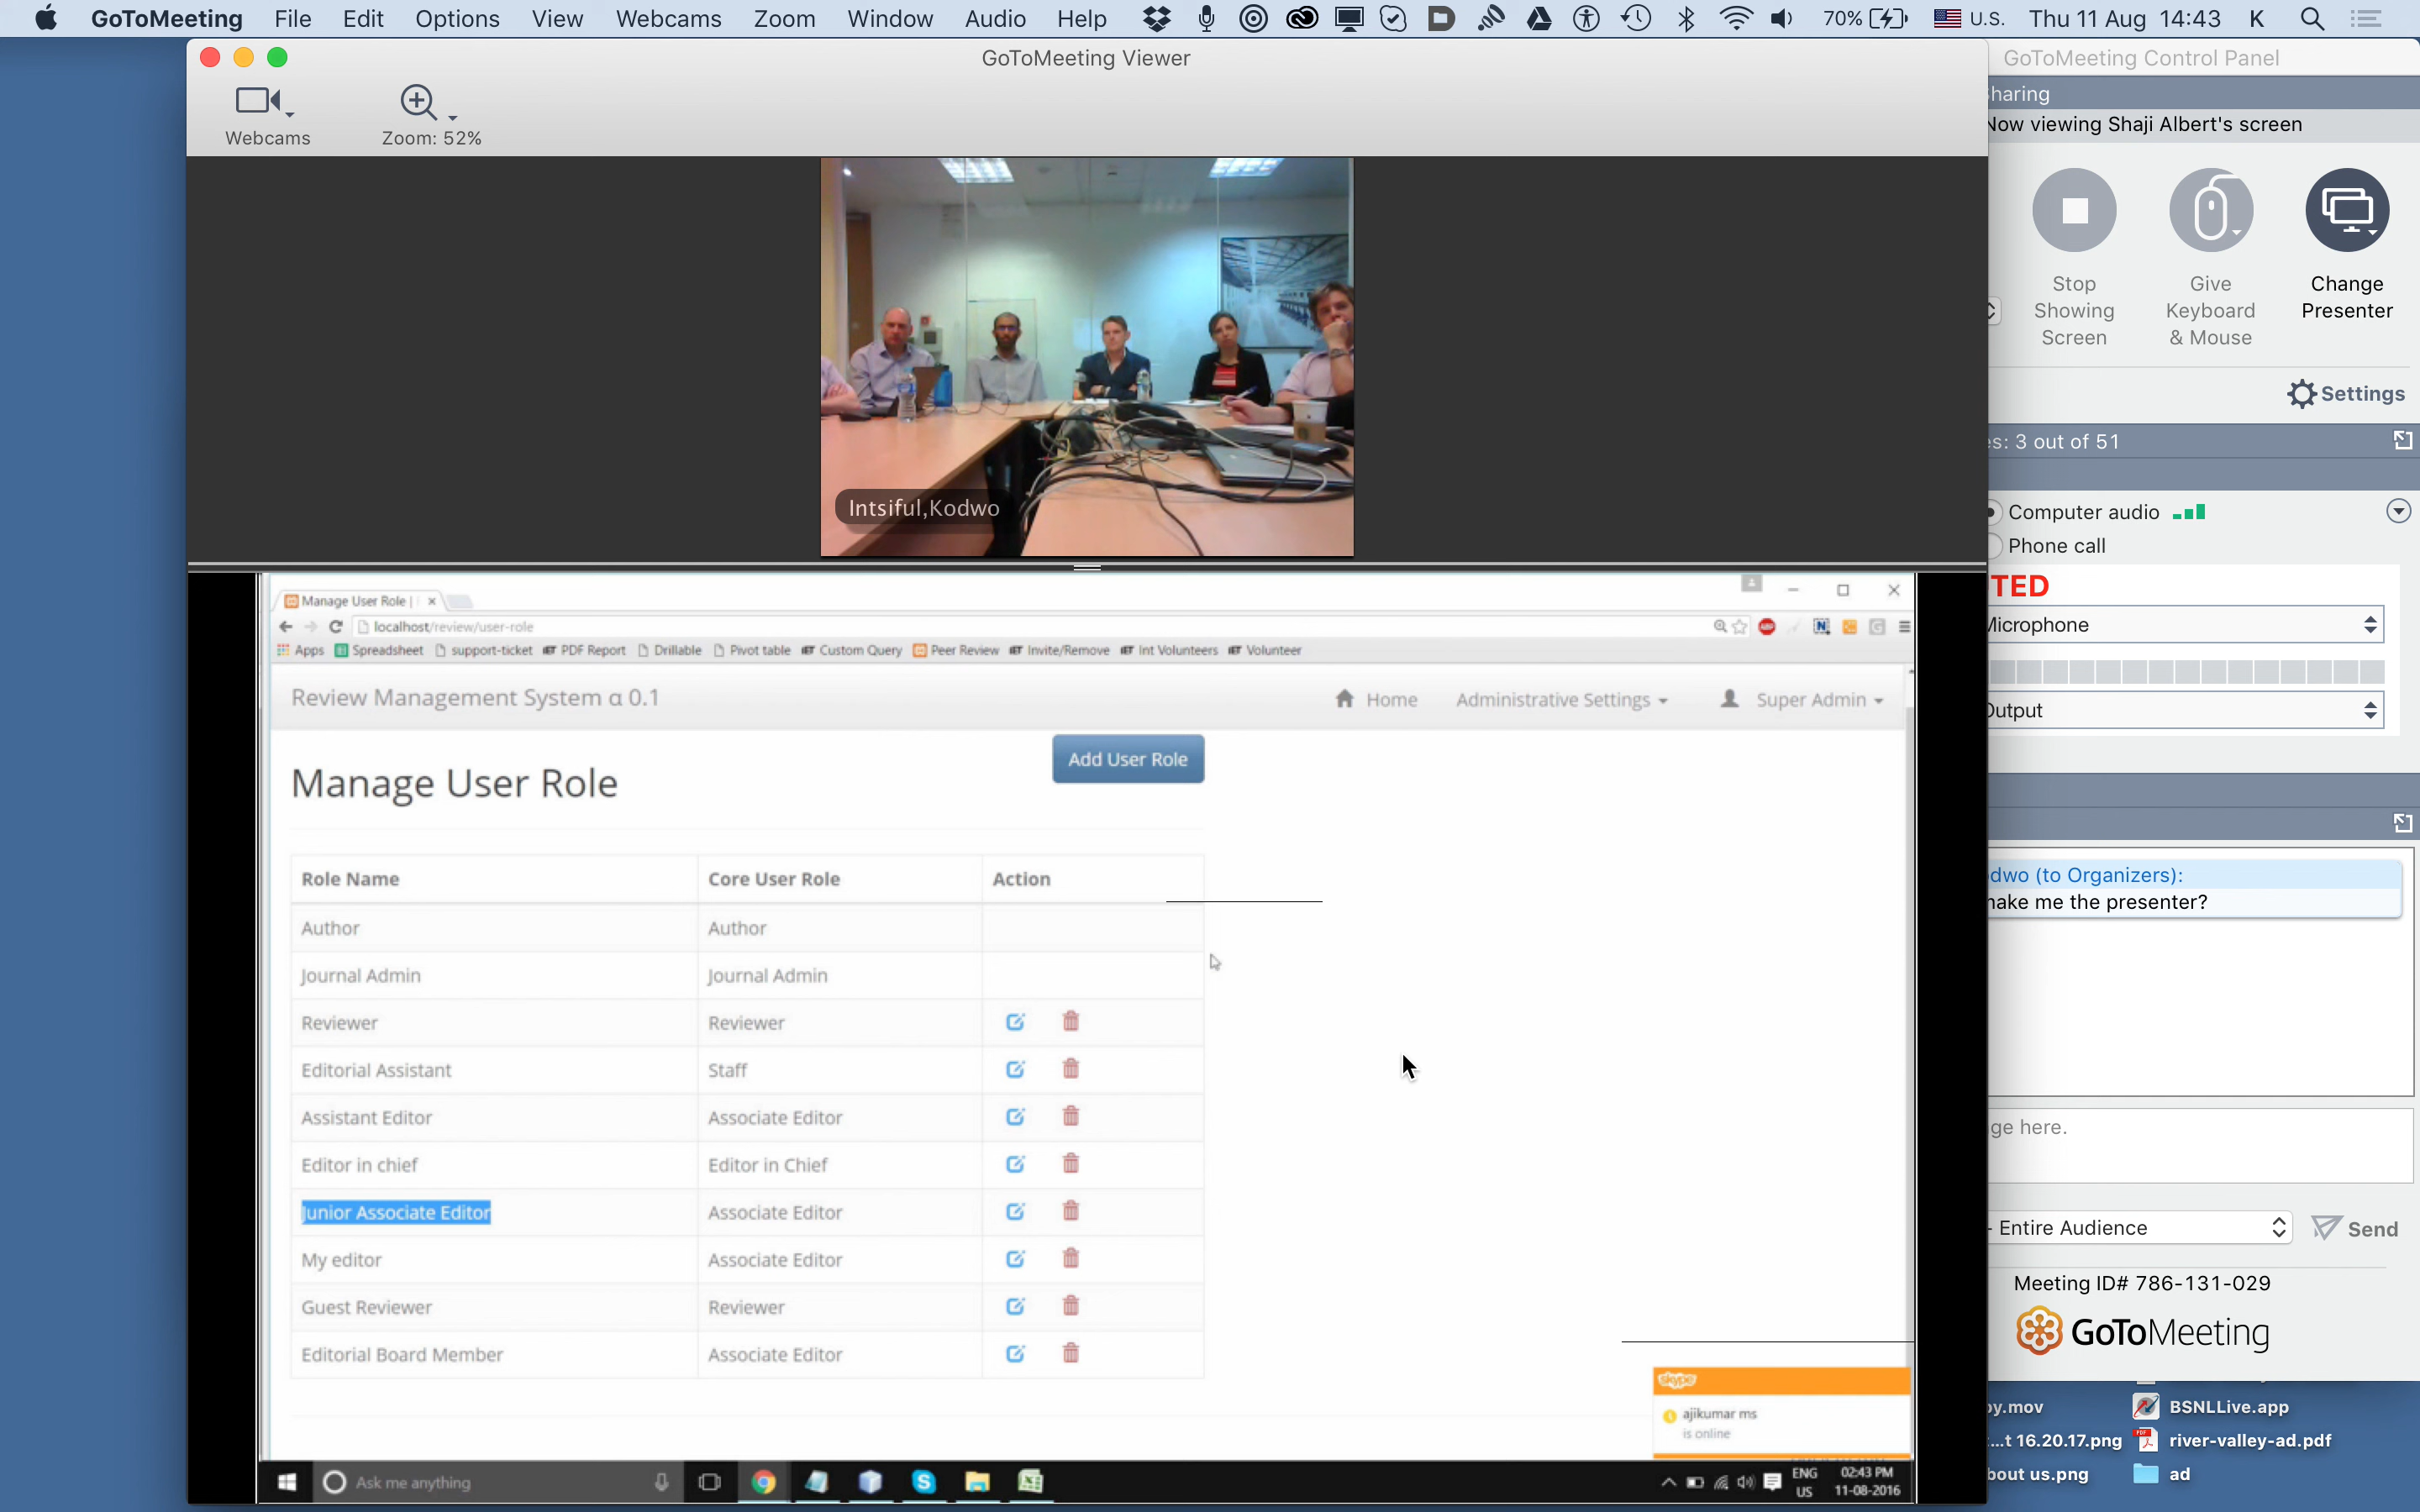 GoToMeeting File Edit Options View Webcams Zoom Window Audio Help 70% U.S. Thu 11 Aug 14:43 K
GoToMeeting Viewer
Webcams
Zoom: 52%
Intsiful,Kodwo
GoToMeeting Control Panel
haring
Now viewing Shaji Albert's screen
Stop Showing Screen
Give Keyboard & Mouse
Change Presenter
Settings
es: 3 out of 51
Computer audio
Phone call
TED
Microphone
Output
dwo (to Organizers):
make me the presenter?
ge here.
- Entire Audience
Send
Meeting ID# 786-131-029
GoToMeeting
Manage User Role |
localhost/review/user-role
Apps Spreadsheet support-ticket PDF Report Drillable Pivot table Custom Query Peer Review Invite/Remove Int Volunteers Volunteer
Review Management System α 0.1
Home Administrative Settings Super Admin
Manage User Role
Add User Role
Role Name Core User Role Action
Author Author
Journal Admin Journal Admin
Reviewer Reviewer
Editorial Assistant Staff
Assistant Editor Associate Editor
Editor in chief Editor in Chief
Junior Associate Editor Associate Editor
My editor Associate Editor
Guest Reviewer Reviewer
Editorial Board Member Associate Editor
skype
ajikumar ms
is online
Ask me anything
ENG
US
02:43 PM
11-08-2016
oy.mov
BSNLLive.app
...t 16.20.17.png
river-valley-ad.pdf
bout us.png
ad